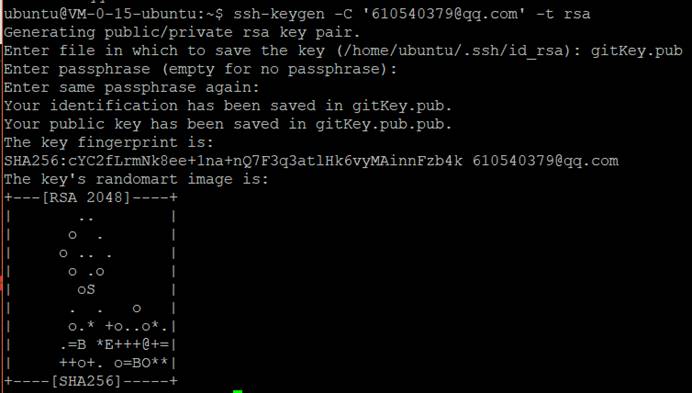 ubuntu@VM-0-15-ubuntu:~$ ssh-keygen -C '610540379@qq.com' -t rsa
Generating public/private rsa key pair.
Enter file in which to save the key (/home/ubuntu/.ssh/id_rsa): gitKey.pub
Enter passphrase (empty for no passphrase):
Enter same passphrase again:
Your identification has been saved in gitKey.pub.
Your public key has been saved in gitKey.pub.pub.
The key fingerprint is:
SHA256:cYC2fLrmNk8ee+1na+nQ7F3q3atlHk6vyMAinnFzb4k 610540379@qq.com
The key's randomart image is:
+---[RSA 2048]----+
|       ..        |
|      o  .       |
|     o .. .      |
|      o .o       |
|       oS        |
|      .  .   o   |
|      o.* +o..o*.|
|     .=B *E+++@+=|
|     ++o+. o=BO**|
+----[SHA256]-----+